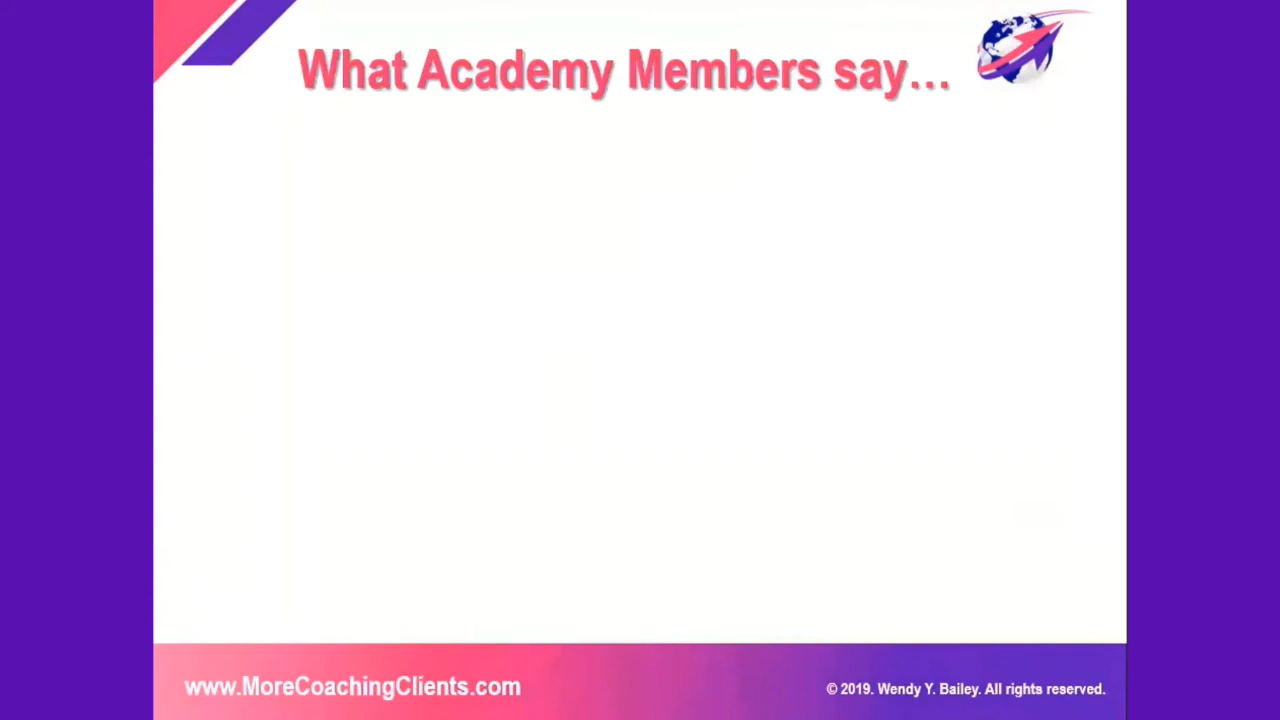 What Academy Members say…
www.MoreCoachingClients.com
© 2019. Wendy Y. Bailey. All rights reserved.